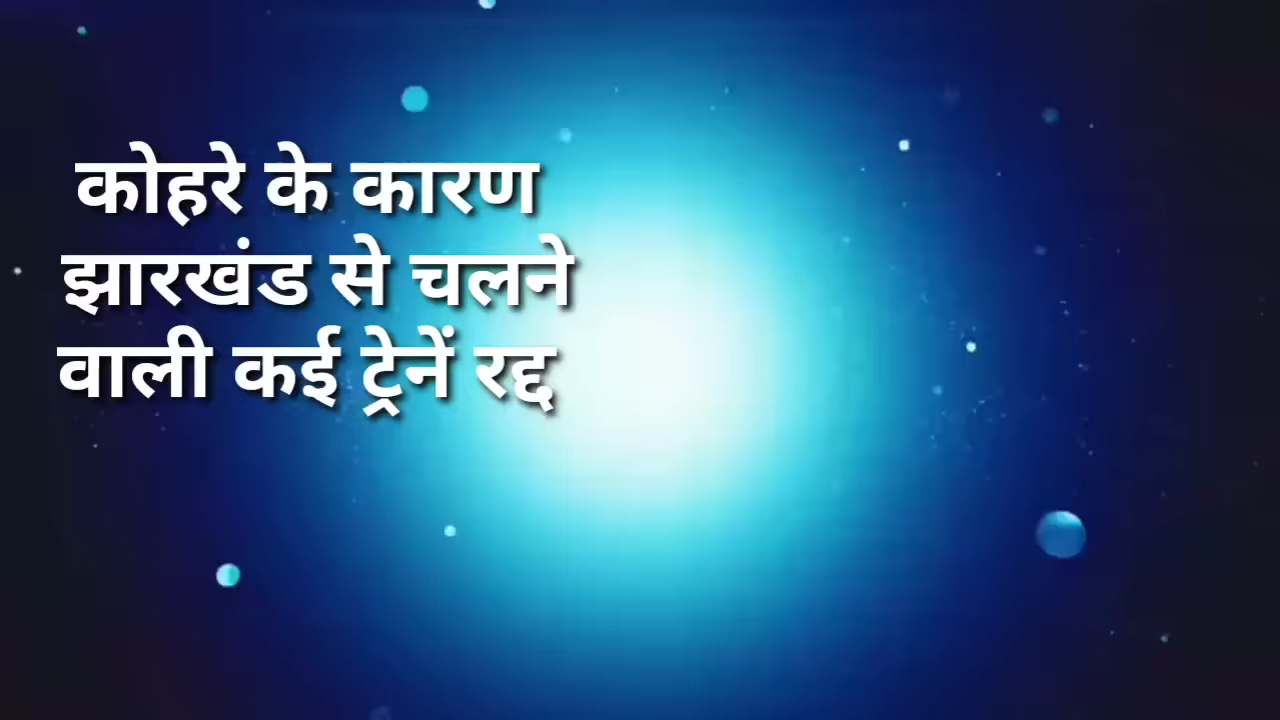 कोहरे के कारण
झारखंड से चलने
वाली कई ट्रेनें रद्द